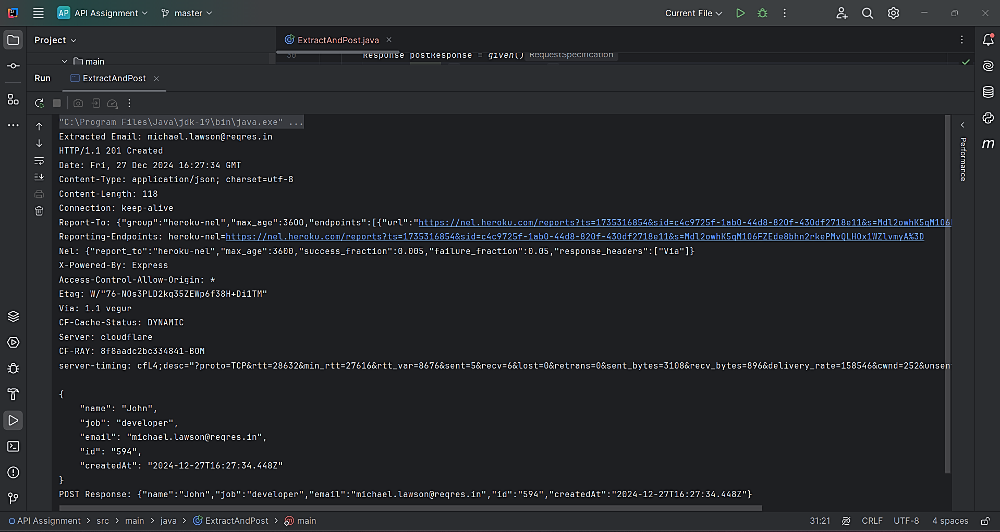 AP API Assignment master Current File
Project
ExtractAndPost.java
main
30 Response postResponse = given() RequestSpecification
Run ExtractAndPost
"C:\Program Files\Java\jdk-19\bin\java.exe" ...
Extracted Email: michael.lawson@reqres.in
HTTP/1.1 201 Created
Date: Fri, 27 Dec 2024 16:27:34 GMT
Content-Type: application/json; charset=utf-8
Content-Length: 118
Connection: keep-alive
Report-To: {"group":"heroku-nel","max_age":3600,"endpoints":[{"url":"https://nel.heroku.com/reports?ts=1735316854&sid=c4c9725f-1ab0-44d8-820f-430df2718e11&s=Mdl2owhK5qM1O6
Reporting-Endpoints: heroku-nel=https://nel.heroku.com/reports?ts=1735316854&sid=c4c9725f-1ab0-44d8-820f-430df2718e11&s=Mdl2owhK5qM1O6FZEde8bhn2rkePMvQLHOx1WZlvmyA%3D
Nel: {"report_to":"heroku-nel","max_age":3600,"success_fraction":0.005,"failure_fraction":0.05,"response_headers":["Via"]}
X-Powered-By: Express
Access-Control-Allow-Origin: *
Etag: W/"76-NOs3PLD2kq35ZEWp6f38H+Di1TM"
Via: 1.1 vegur
CF-Cache-Status: DYNAMIC
Server: cloudflare
CF-RAY: 8f8aadc2bc334841-BOM
server-timing: cfL4;desc="?proto=TCP&rtt=28632&min_rtt=27616&rtt_var=8676&sent=5&recv=6&lost=0&retrans=0&sent_bytes=3108&recv_bytes=896&delivery_rate=158546&cwnd=252&unsen
{
"name": "John",
"job": "developer",
"email": "michael.lawson@reqres.in",
"id": "594",
"createdAt": "2024-12-27T16:27:34.448Z"
}
POST Response: {"name":"John","job":"developer","email":"michael.lawson@reqres.in","id":"594","createdAt":"2024-12-27T16:27:34.448Z"}
Performance
m
API Assignment > src > main > java > ExtractAndPost > main 31:21 CRLF UTF-8 4 spaces